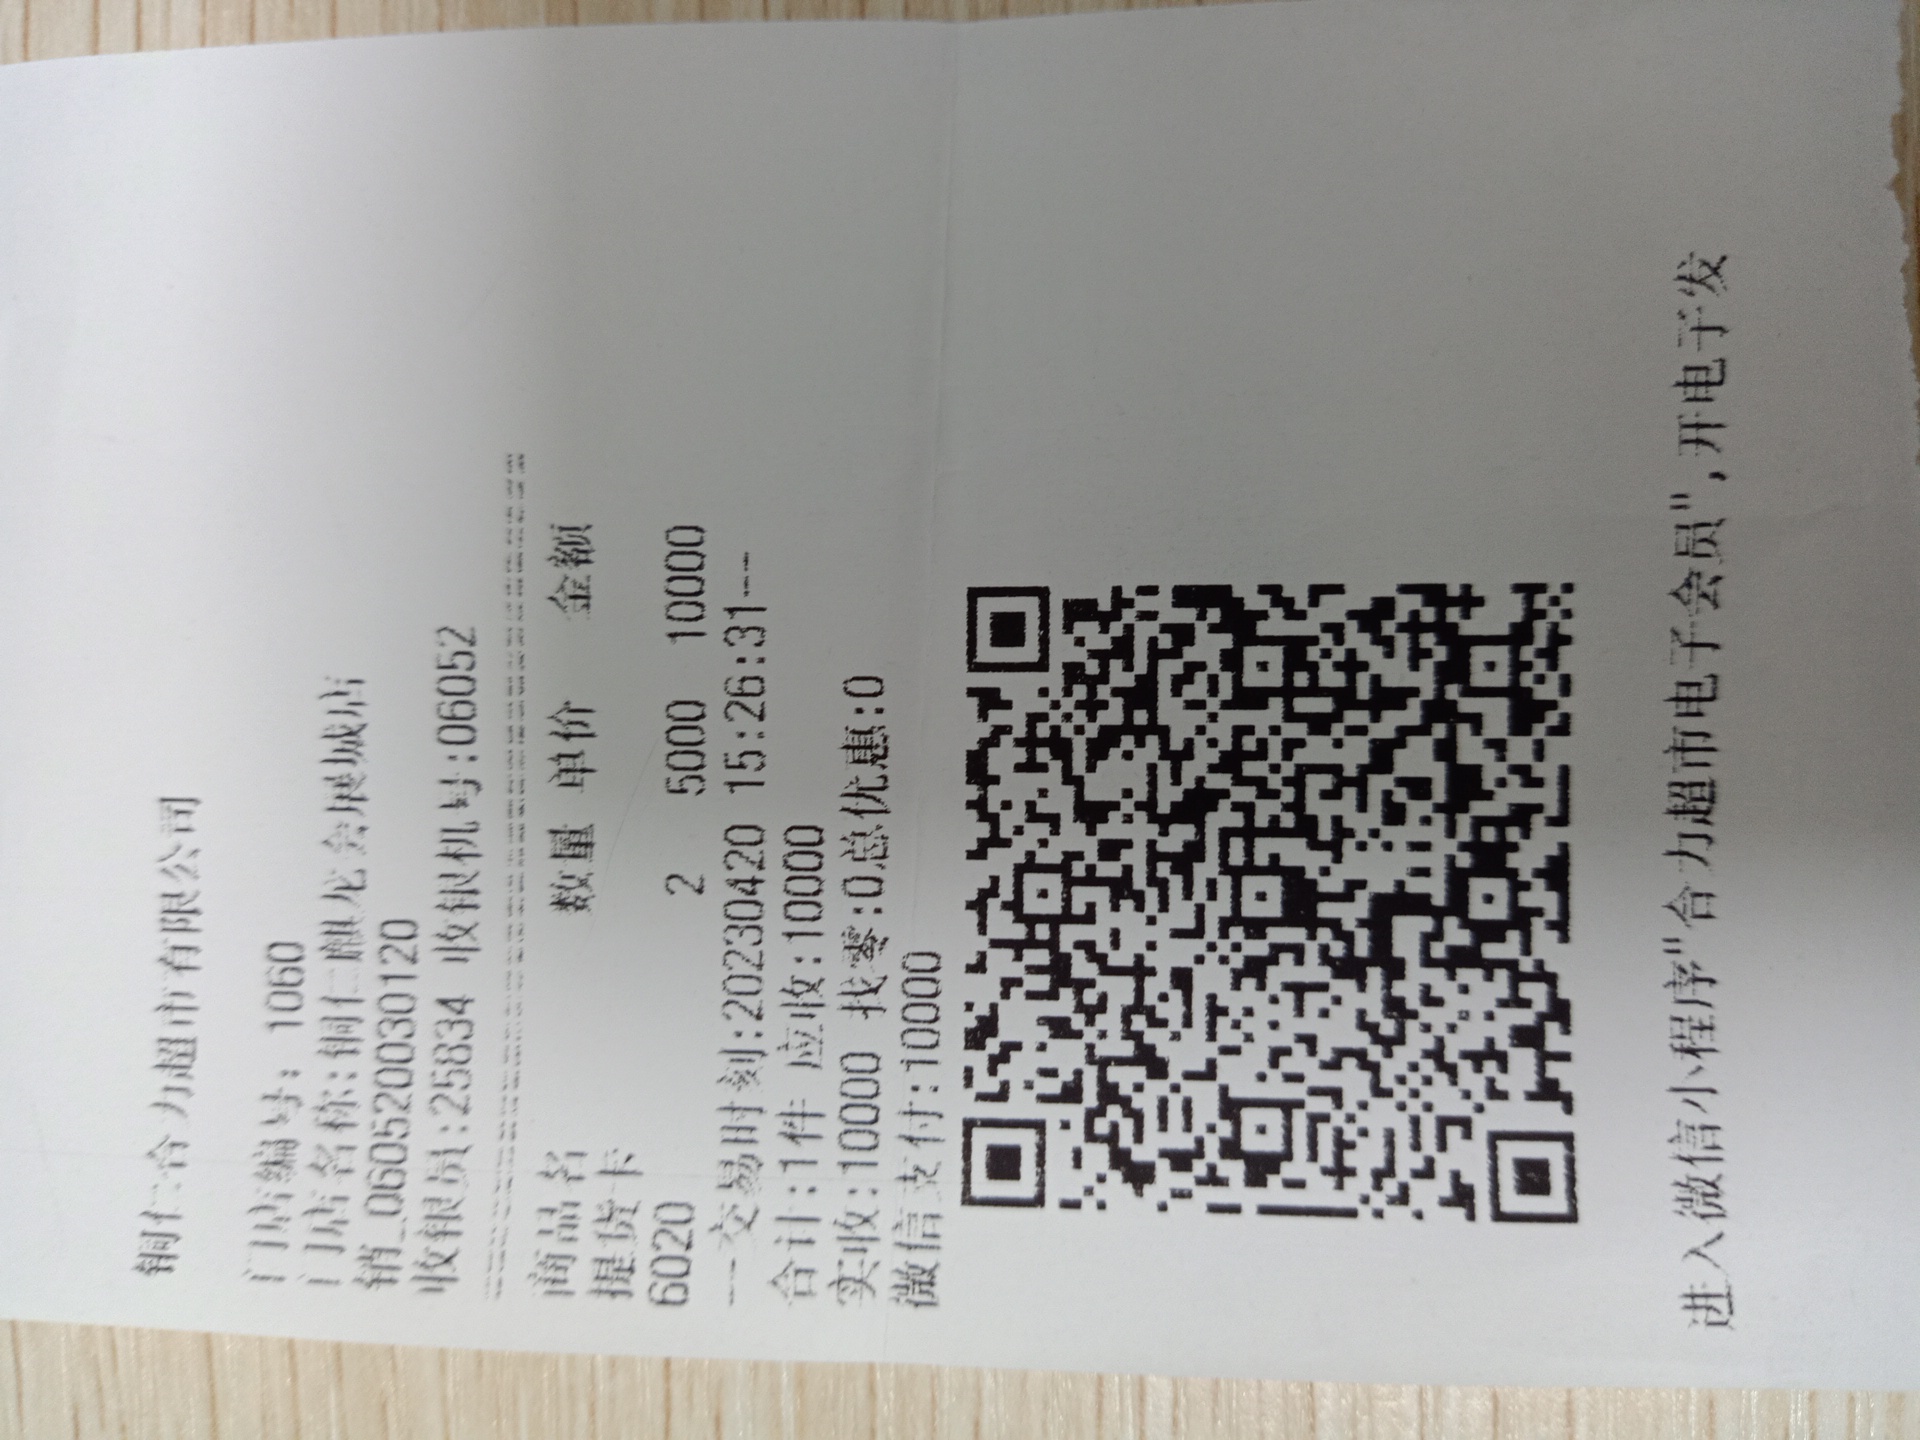 铜仁合力超市有限公司
门店编号: 1060
门店名称:铜仁麒龙会展城店
销_060520030120
收银员:25834 收银机号:06052
商品名 数量 单价 金额
提货卡
6020 2 5000 10000
--交易时刻:20230420 15:26:31--
合计:1件 应收:10000
实收:10000 找零:0总优惠:0
微信支付:10000
进入微信小程序"合力超市电子会员",开电子发